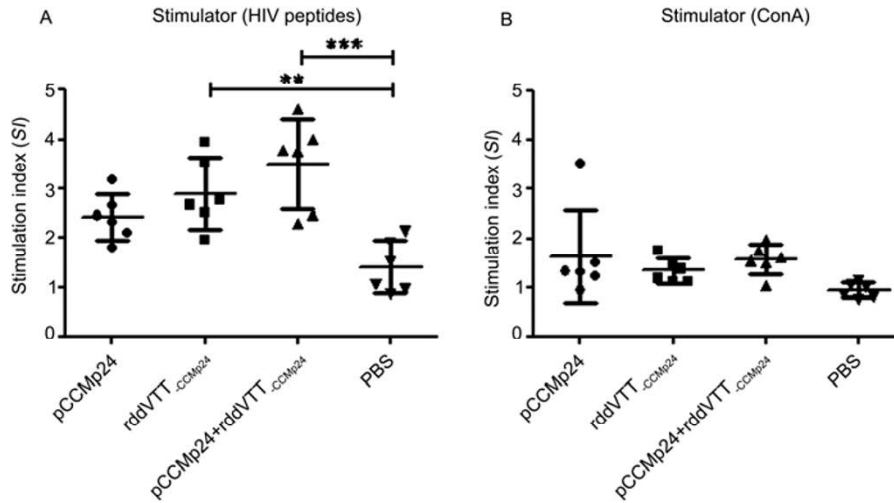 A
Stimulator (HIV peptides)
***
**
5
4
3
2
1
0
Stimulation index (SI)
pCCMp24
rddVTT-CCMp24
pCCMp24+rddVTT-CCMp24
PBS
B
Stimulator (ConA)
5
4
3
2
1
0
Stimulation index (SI)
pCCMp24
rddVTT-CCMp24
pCCMp24+rddVTT-CCMp24
PBS